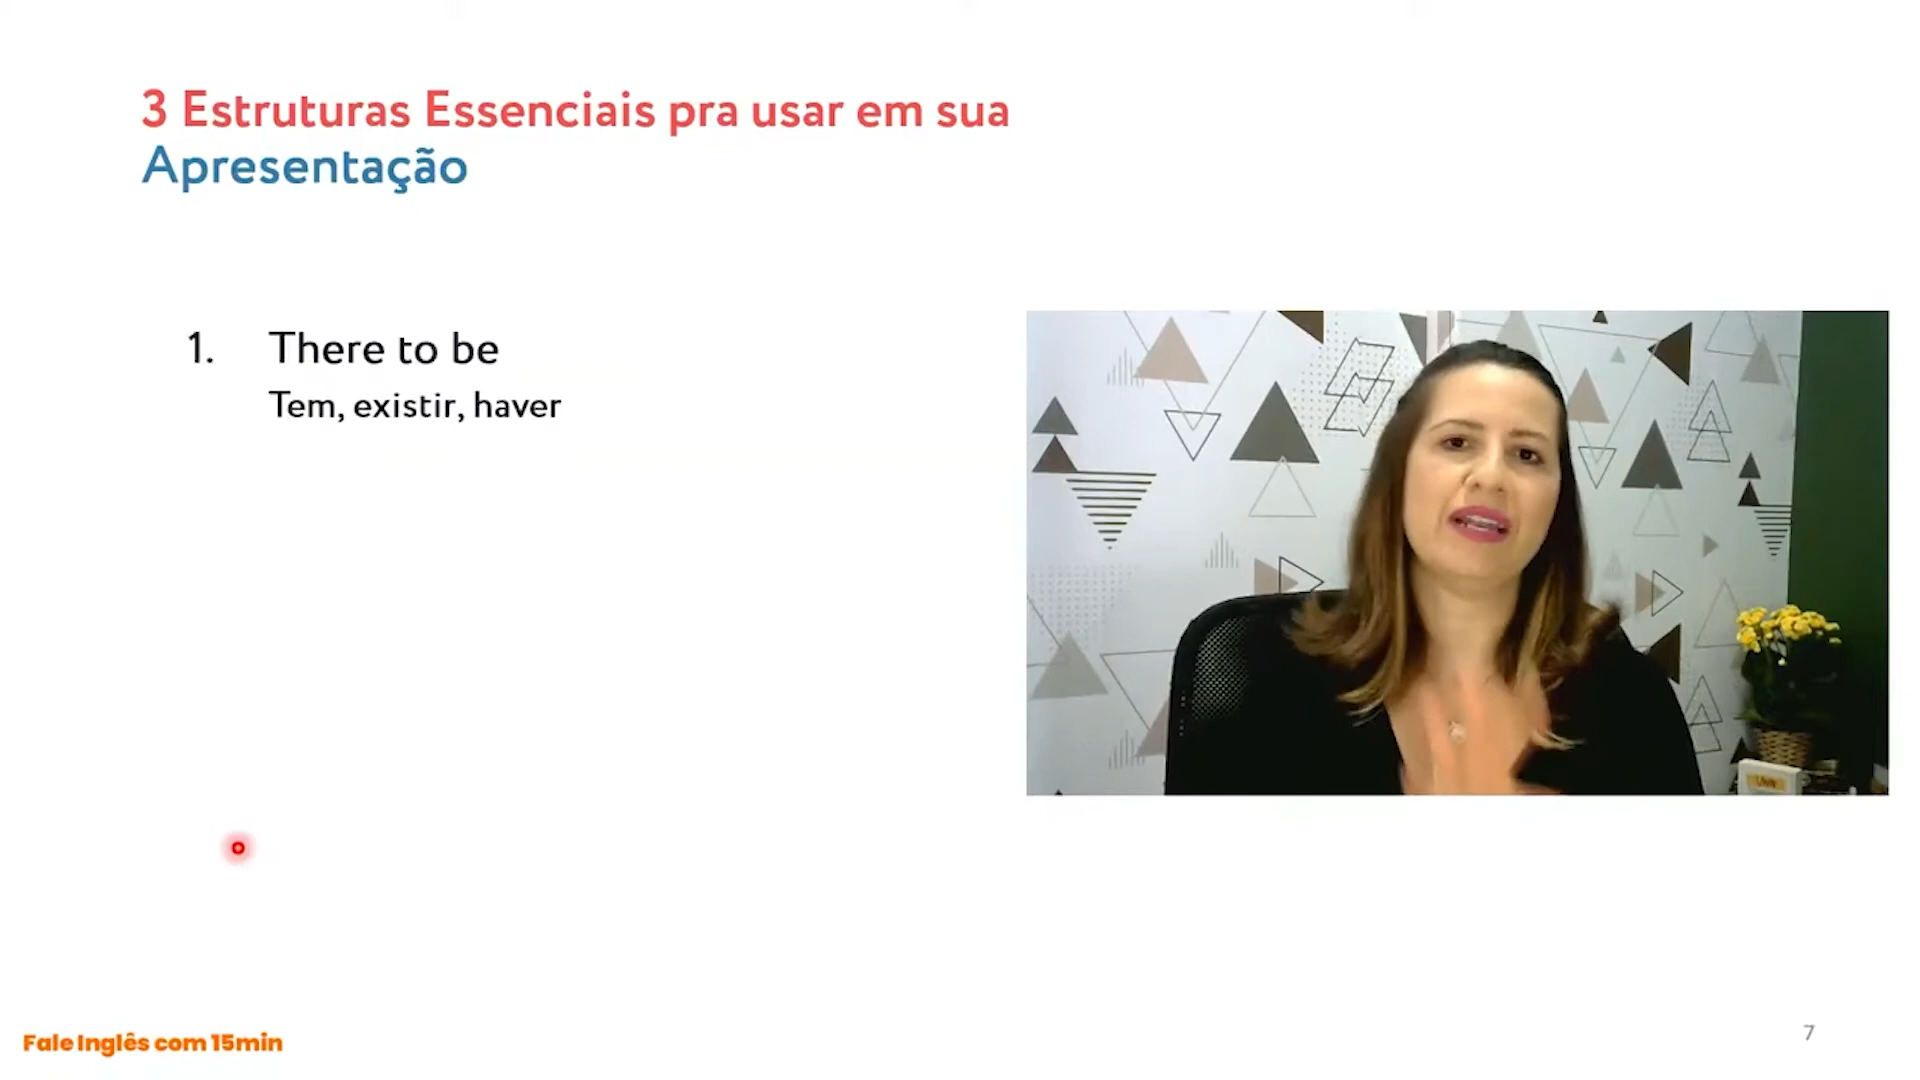 3 Estruturas Essenciais pra usar em sua
Apresentação
1. There to be
Tem, existir, haver
Fale Inglês com 15min
7